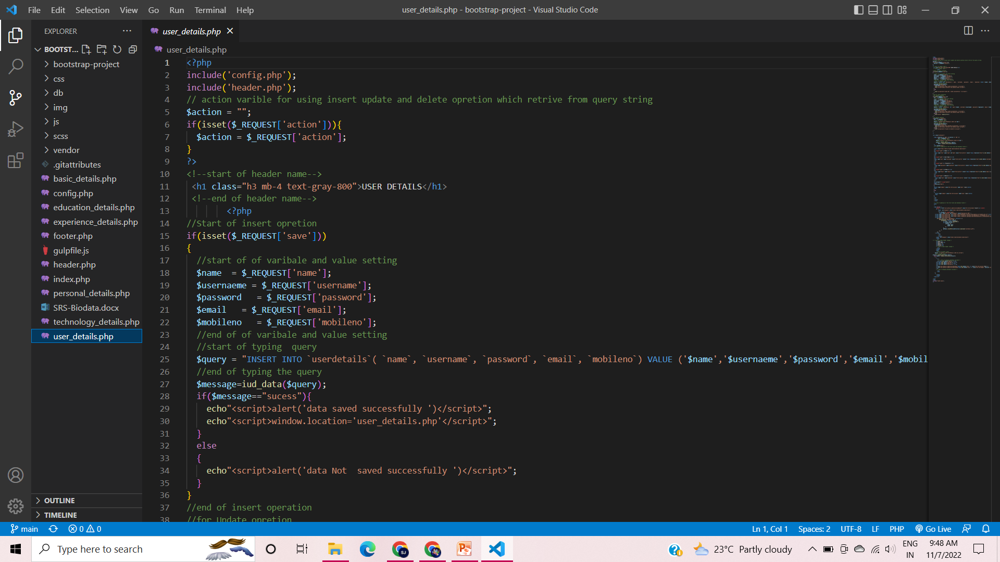 File Edit Selection View Go Run Terminal Help
user_details.php - bootstrap-project - Visual Studio Code
EXPLORER
BOOTST...
bootstrap-project
css
db
img
js
scss
vendor
.gitattributes
basic_details.php
config.php
education_details.php
experience_details.php
footer.php
gulpfile.js
header.php
index.php
personal_details.php
SRS-Biodata.docx
technology_details.php
user_details.php
OUTLINE
TIMELINE
user_details.php
user_details.php
1 <?php
2 include('config.php');
3 include('header.php');
4 // action varible for using insert update and delete opretion which retrive from query string
5 $action = "";
6 if(isset($_REQUEST['action'])){
7 $action = $_REQUEST['action'];
8 }
9 ?>
10 <!--start of header name-->
11 <h1 class="h3 mb-4 text-gray-800">USER DETAILS</h1>
12 <!--end of header name-->
13 <?php
14 //Start of insert opretion
15 if(isset($_REQUEST['save']))
16 {
17 //start of of varibale and value setting
18 $name  = $_REQUEST['name'];
19 $usernaeme = $_REQUEST['username'];
20 $password   = $_REQUEST['password'];
21 $email   = $_REQUEST['email'];
22 $mobileno   = $_REQUEST['mobileno'];
23 //end of of varibale and value setting
24 //start of typing  query
25 $query = "INSERT INTO `userdetails`( `name`, `username`, `password`, `email`, `mobileno`) VALUE ('$name','$usernaeme','$password','$email','$mobil
26 //end of typing the query
27 $message=iud_data($query);
28 if($message=="sucess"){
29 echo"<script>alert('data saved successfully ')</script>";
30 echo"<script>window.location='user_details.php'</script>";
31 }
32 else
33 {
34 echo"<script>alert('data Not  saved successfully ')</script>";
35 }
36 }
37 //end of insert operation
38 //for Update opretion
main 0 0
Ln 1, Col 1 Spaces: 2 UTF-8 LF PHP Go Live
Type here to search
23°C Partly cloudy
ENG
IN
9:48 AM
11/7/2022